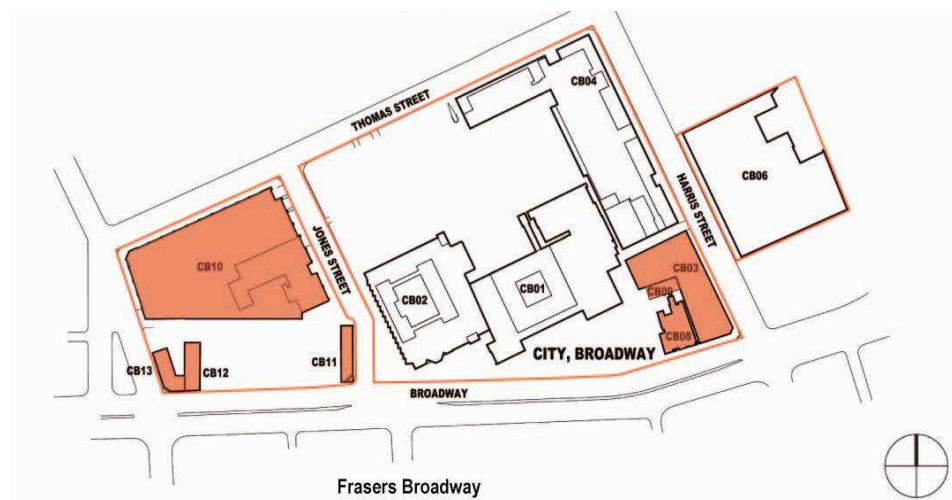 CB04
THOMAS STREET
CB06
HARRIS STREET
CB10
JONES STREET
CB03
CB02
CB01
CB09
CB08
CITY, BROADWAY
CB13
CB12
CB11
BROADWAY
Frasers Broadway